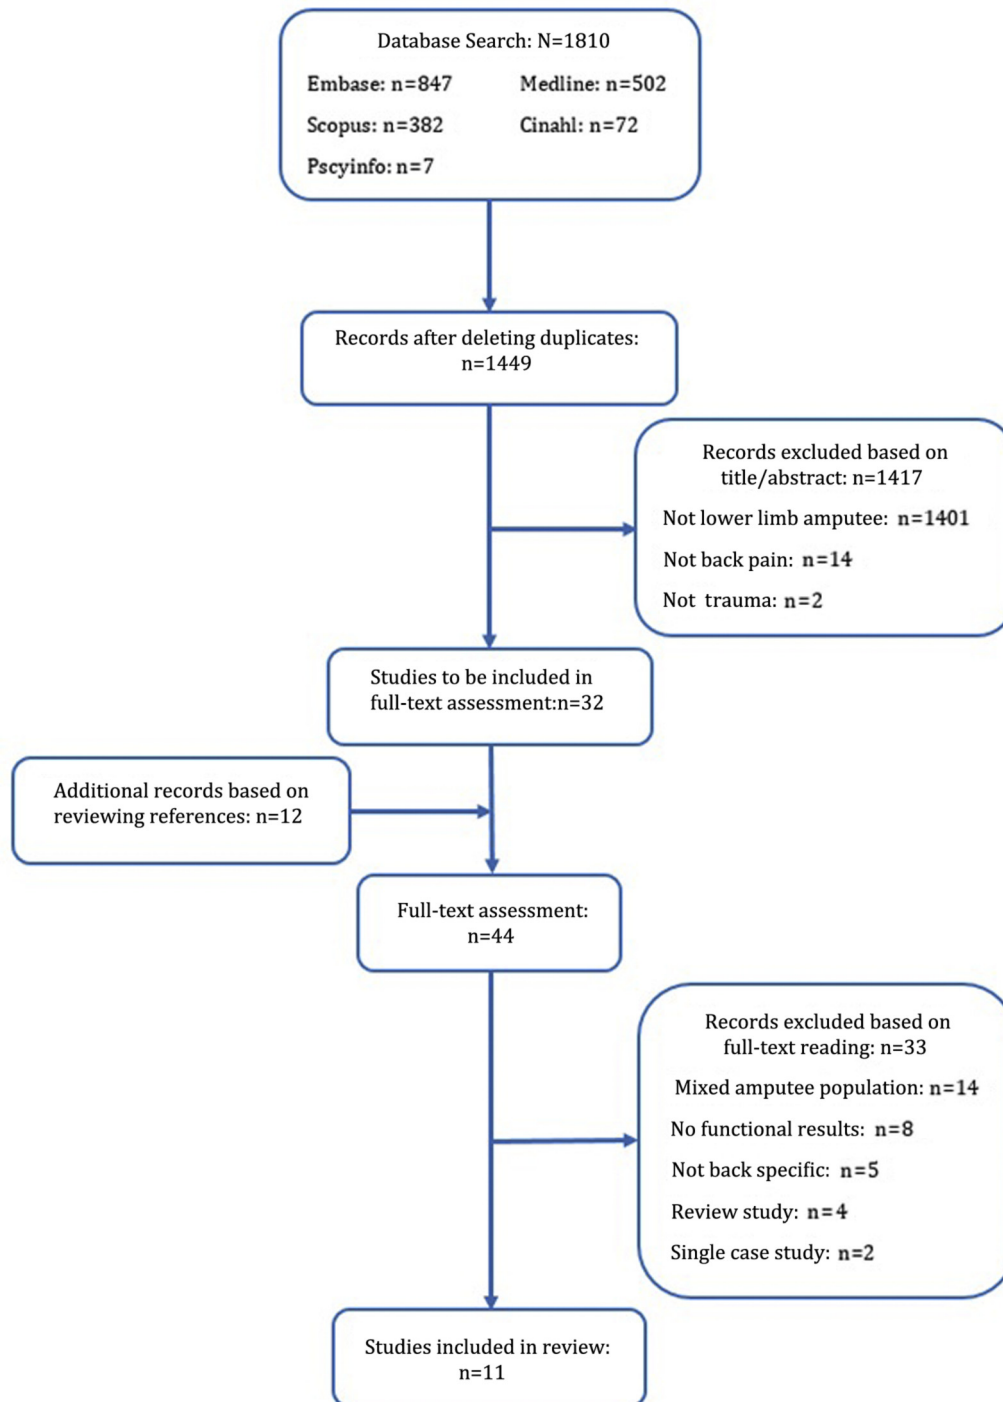 Database Search: N=1810
Embase: n=847 Medline: n=502
Scopus: n=382 Cinahl: n=72
Pscyinfo: n=7
Records after deleting duplicates:
n=1449
Records excluded based on
title/abstract: n=1417
Not lower limb amputee: n=1401
Not back pain: n=14
Not trauma: n=2
Studies to be included in
full-text assessment:n=32
Additional records based on
reviewing references: n=12
Full-text assessment:
n=44
Records excluded based on
full-text reading: n=33
Mixed amputee population: n=14
No functional results: n=8
Not back specific: n=5
Review study: n=4
Single case study: n=2
Studies included in review:
n=11